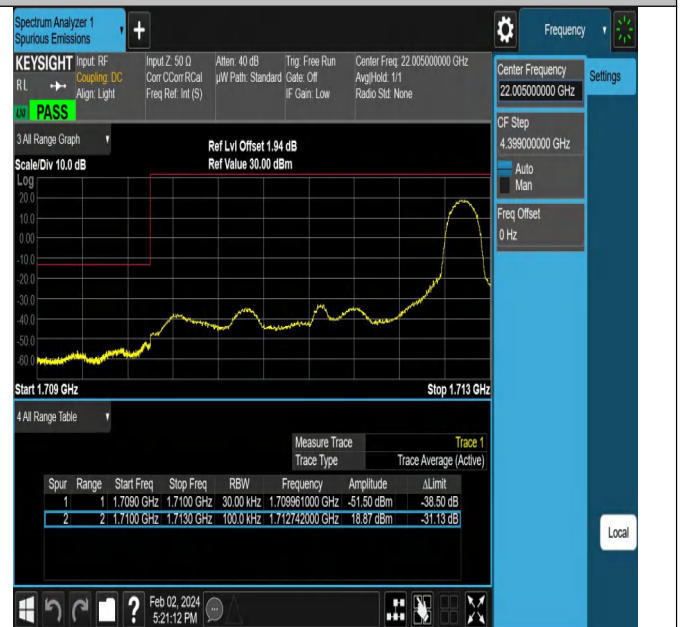 Spectrum Analyzer 1
Spurious Emissions
+
Frequency
KEYSIGHT
RL
Input: RF
Coupling: DC
Align: Light
Input Z: 50 Ω
Corr CCorr RCal
Freq Ref: Int (S)
Atten: 40 dB
µW Path: Standard
Trig: Free Run
Gate: Off
IF Gain: Low
Center Freq: 22.005000000 GHz
Avg|Hold: 1/1
Radio Std: None
LXI PASS
Center Frequency
22.005000000 GHz
Settings
CF Step
4.399000000 GHz
Auto
Man
Freq Offset
0 Hz
3 All Range Graph
Scale/Div 10.0 dB
Ref Lvl Offset 1.94 dB
Ref Value 30.00 dBm
Log
20.0
10.0
0.00
-10.0
-20.0
-30.0
-40.0
-50.0
-60.0
Start 1.709 GHz Stop 1.713 GHz
4 All Range Table
Measure Trace Trace 1
Trace Type Trace Average (Active)
Spur Range Start Freq Stop Freq RBW Frequency Amplitude ΔLimit
1 1 1.7090 GHz 1.7100 GHz 30.00 kHz 1.709961000 GHz -51.50 dBm -38.50 dB
2 2 1.7100 GHz 1.7130 GHz 100.0 kHz 1.712742000 GHz 18.87 dBm -31.13 dB
Local
?
Feb 02, 2024
5:21:12 PM